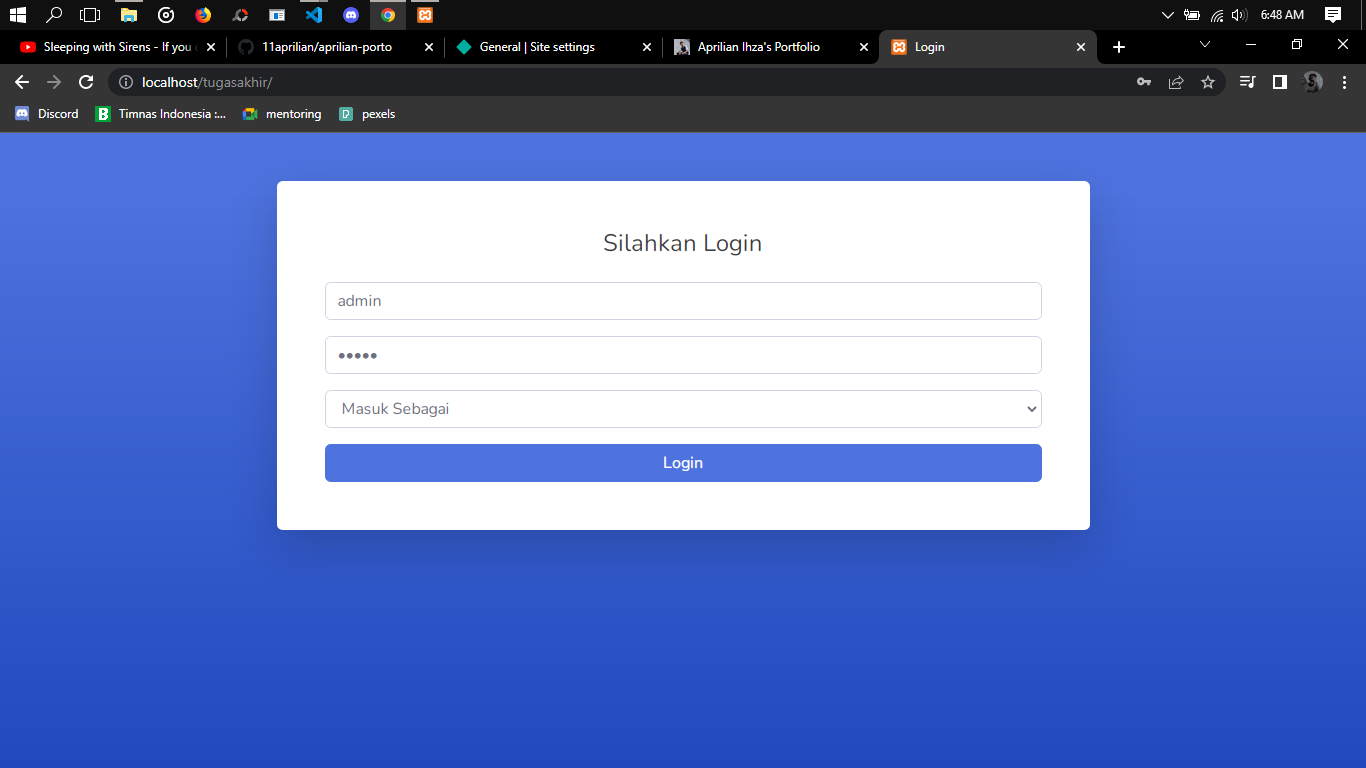 6:48 AM
Sleeping with Sirens - If you
11aprilian/aprilian-porto
General | Site settings
Aprilian Ihza's Portfolio
Login
localhost/tugasakhir/
Discord
Timnas Indonesia :...
mentoring
pexels
Silahkan Login
admin
•••••
Masuk Sebagai
Login